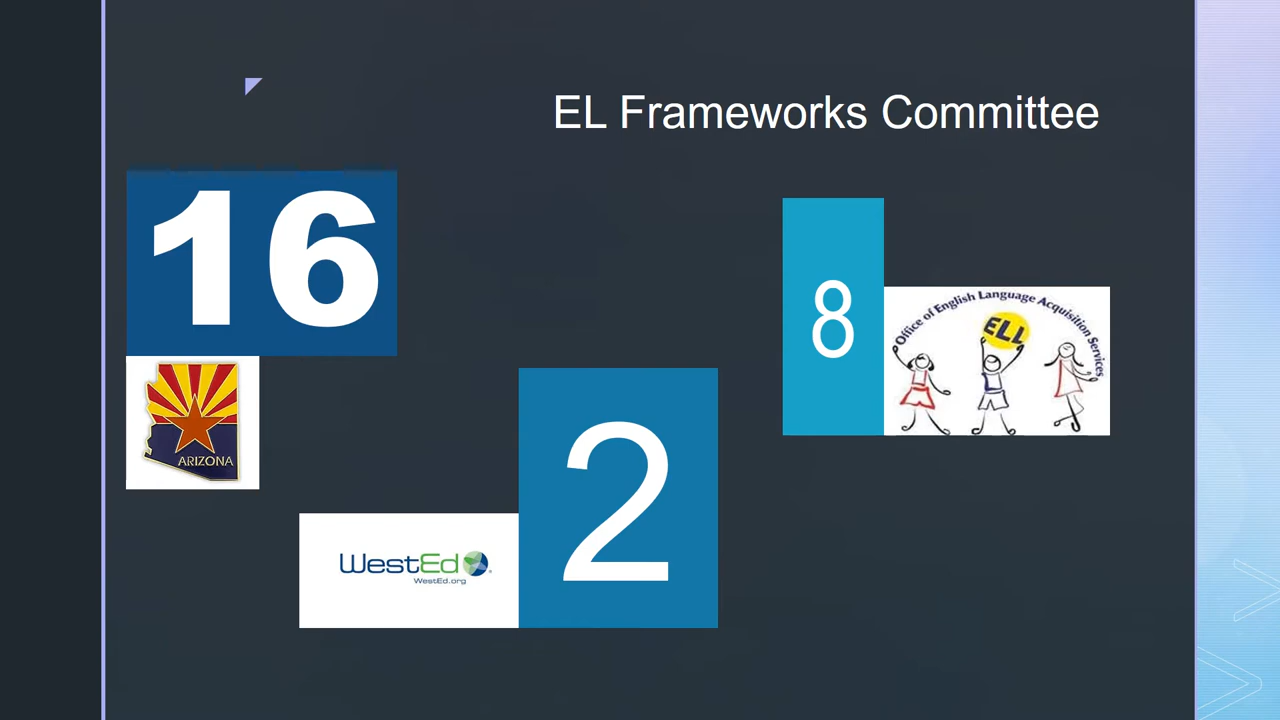 EL Frameworks Committee
16
ARIZONA
8
Office of English Language Acquisition Services
ELL
2
WestEd
WestEd.org